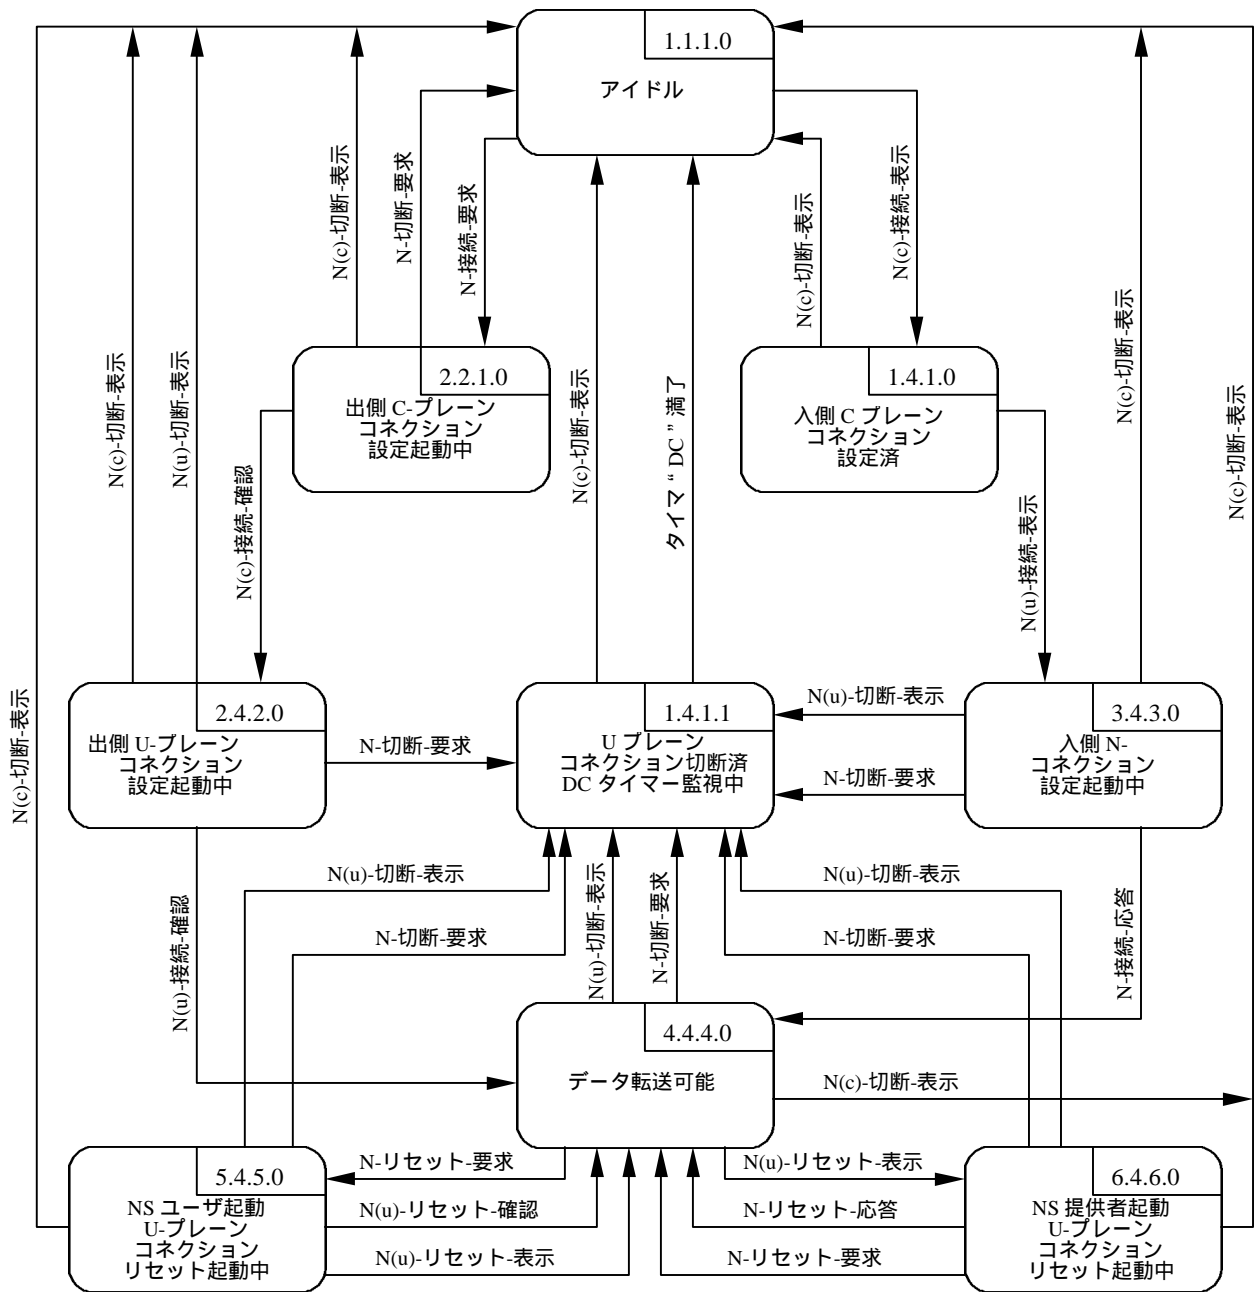 1.1.1.0
アイドル
N(c)-切断-表示
N-切断-要求
N-接続-要求
N(c)-切断-表示
N(c)-接続-表示
N(c)-切断-表示
N(c)-切断-表示
N(u)-切断-表示
2.2.1.0
出側 C-プレーン
コネクション
設定起動中
N(c)-切断-表示
タイマ“DC”満了
1.4.1.0
入側 C プレーン
コネクション
設定済
N(c)-切断-表示
N(c)-接続-確認
N(u)-接続-表示
N(c)-切断-表示
2.4.2.0
出側 U-プレーン
コネクション
設定起動中
N-切断-要求
1.4.1.1
U プレーン
コネクション切断済
DC タイマー監視中
N(u)-切断-表示
N-切断-要求
3.4.3.0
入側 N-
コネクション
設定起動中
N(u)-接続-確認
N(u)-切断-表示
N-切断-要求
N(u)-切断-表示
N-切断-要求
N(u)-切断-表示
N-切断-要求
N-接続-応答
4.4.4.0
データ転送可能
N(c)-切断-表示
5.4.5.0
NS ユーザ起動
U-プレーン
コネクション
リセット起動中
N-リセット-要求
N(u)-リセット-確認
N(u)-リセット-表示
N(u)-リセット-表示
N-リセット-応答
N-リセット-要求
6.4.6.0
NS 提供者起動
U-プレーン
コネクション
リセット起動中